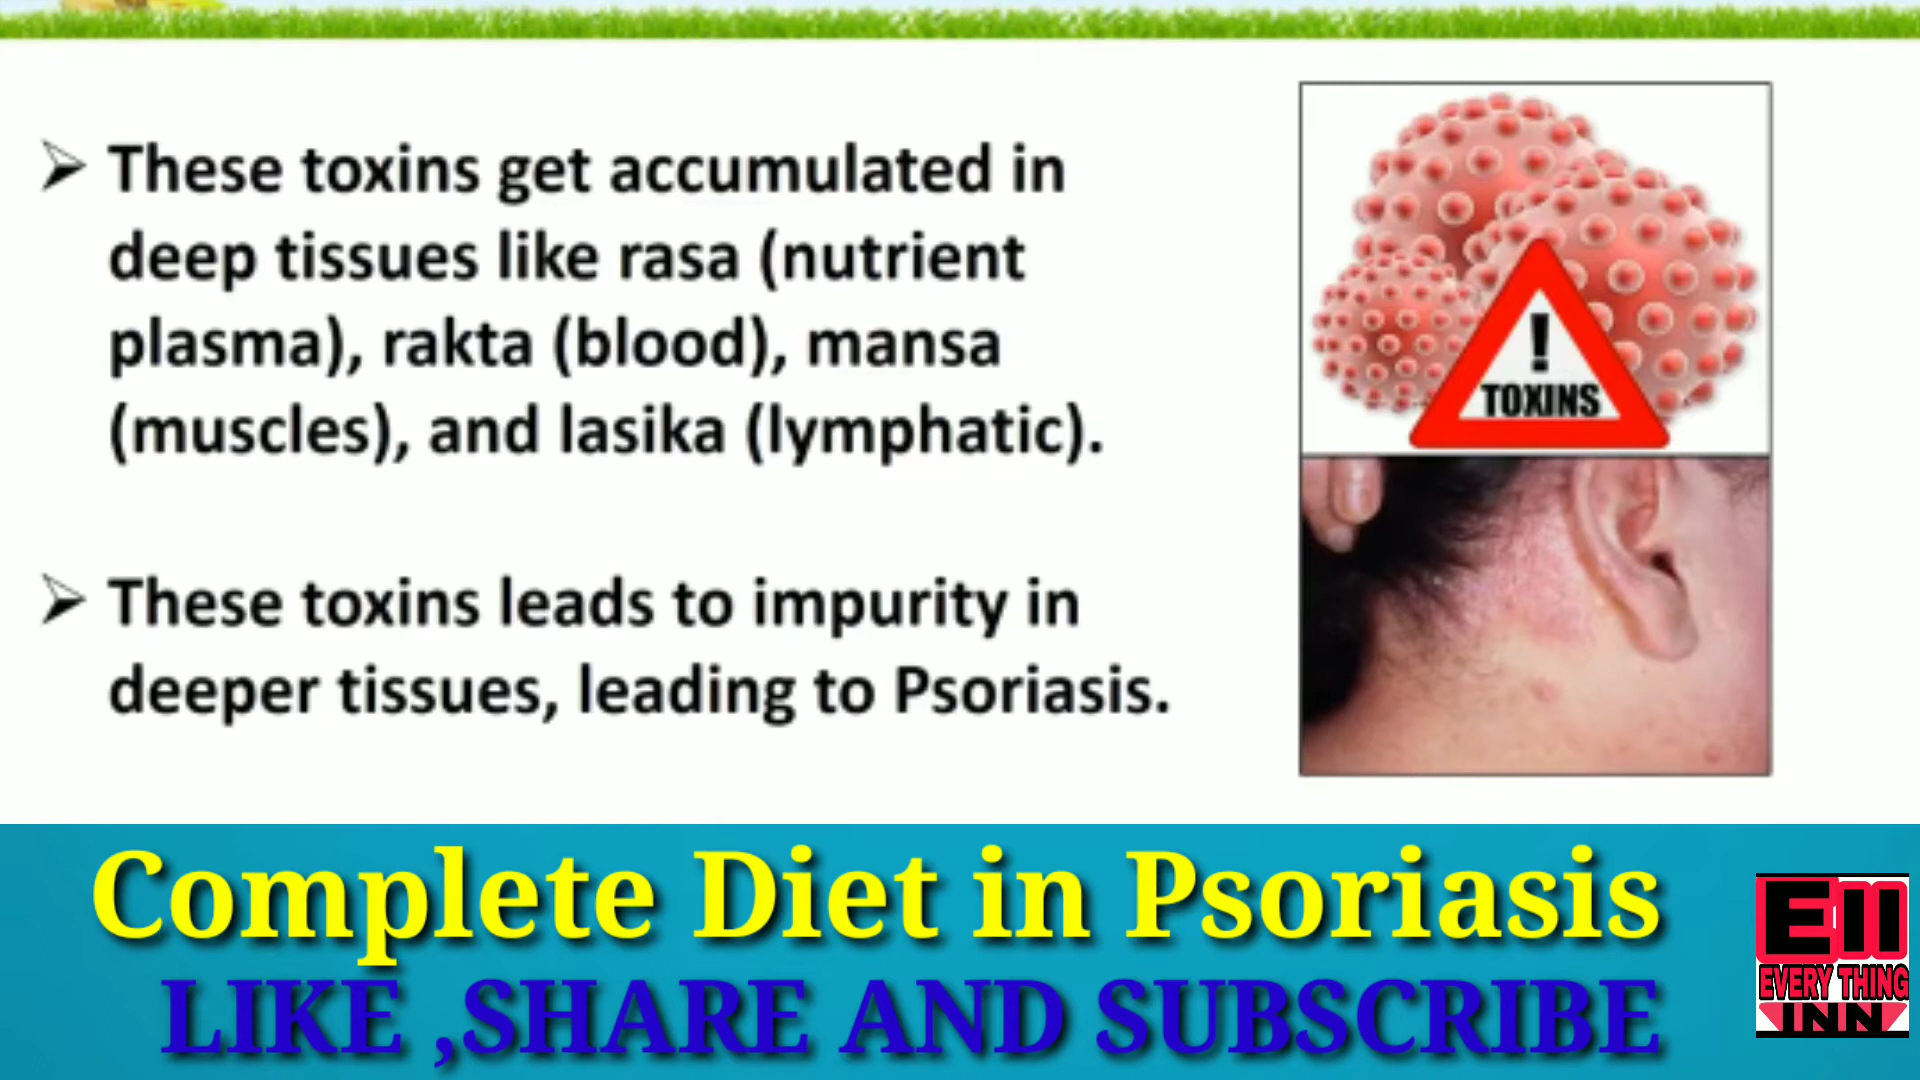 ➢ These toxins get accumulated in
deep tissues like rasa (nutrient
plasma), rakta (blood), mansa
(muscles), and lasika (lymphatic).
➢ These toxins leads to impurity in
deeper tissues, leading to Psoriasis.
!
TOXINS
Complete Diet in Psoriasis
LIKE ,SHARE AND SUBSCRIBE
EII
EVERY THING
INN